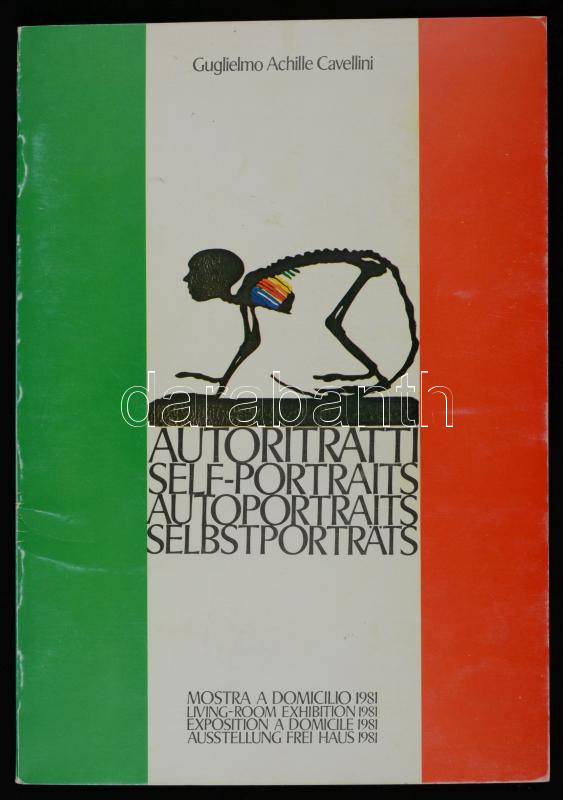 Guglielmo Achille Cavellini
darabanth
AUTORITRATTI
SELF-PORTRAITS
AUTOPORTRAITS
SELBSTPORTRÄTS
MOSTRA A DOMICILIO 1981
LIVING-ROOM EXHIBITION 1981
EXPOSITION A DOMICILE 1981
AUSSTELLUNG FREI HAUS 1981